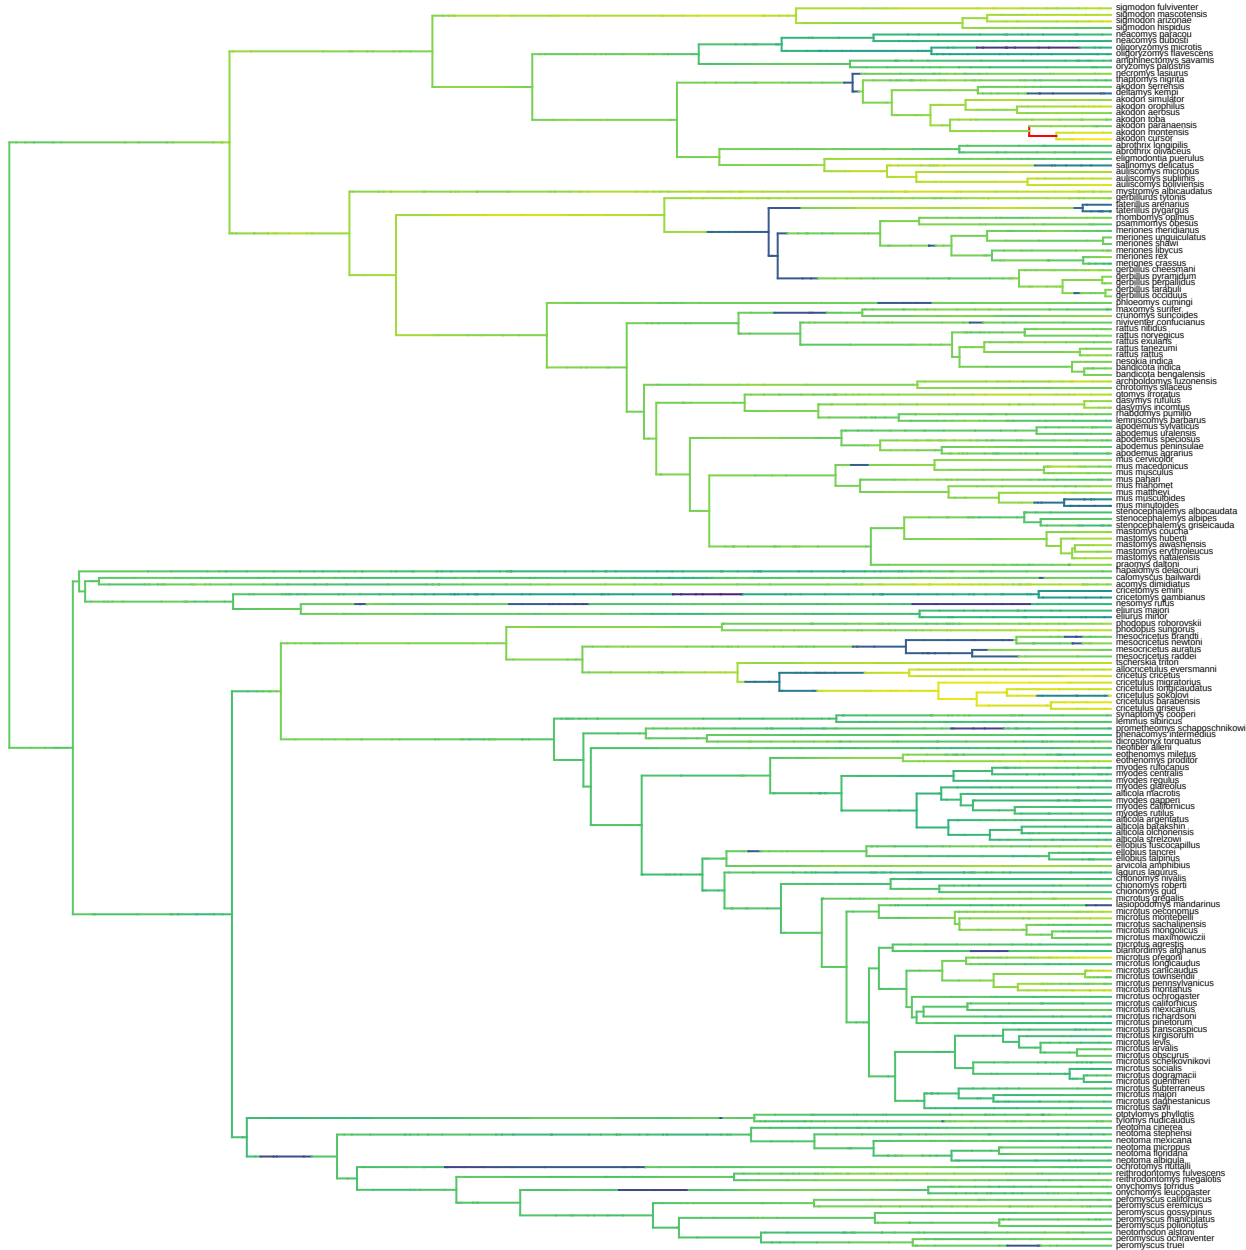 sigmodon fulviventer
sigmodon mascotensis
sigmodon arizonae
sigmodon hispidus
neacomys paracou
neacomys dubosti
oligoryzomys microtis
oligoryzomys flavescens
amphinectomys savamis
oryzomys palustris
necromys lasiurus
thaptomys nigrita
akodon serrensis
deltamys kempi
akodon simulator
akodon orophilus
akodon aerosus
akodon toba
akodon paranaensis
akodon montensis
akodon cursor
abrothrix longipilis
abrothrix olivaceus
eligmodontia puerulus
salinomys delicatus
auliscomys micropus
auliscomys sublimis
auliscomys boliviensis
mystromys albicaudatus
gerbillurus tytonis
taterillus arenarius
taterillus pygargus
rhombomys opimus
psammomys obesus
meriones meridianus
meriones unguiculatus
meriones shawi
meriones libycus
meriones rex
meriones crassus
gerbillus cheesmani
gerbillus pyramidum
gerbillus perpallidus
gerbillus tarabuli
gerbillus occiduus
phloeomys cumingi
maxomys surifer
crunomys suncoides
niviventer confucianus
rattus nitidus
rattus norvegicus
rattus exulans
rattus tanezumi
rattus rattus
nesokia indica
bandicota indica
bandicota bengalensis
archboldomys luzonensis
chrotomys silaceus
otomys irroratus
dasymys rufulus
dasymys incomtus
rhabdomys pumilio
lemniscomys barbarus
apodemus sylvaticus
apodemus uralensis
apodemus speciosus
apodemus peninsulae
apodemus agrarius
mus cervicolor
mus macedonicus
mus musculus
mus pahari
mus mahomet
mus mattheyi
mus musculoides
mus minutoides
stenocephalemys albocaudata
stenocephalemys albipes
stenocephalemys griseicauda
mastomys coucha
mastomys huberti
mastomys awashensis
mastomys erythroleucus
mastomys natalensis
praomys daltoni
hapalomys delacouri
calomyscus bailwardi
acomys dimidiatus
cricetomys emini
cricetomys gambianus
nesomys rufus
eliurus majori
eliurus minor
phodopus roborovskii
phodopus sungorus
mesocricetus brandti
mesocricetus newtoni
mesocricetus auratus
mesocricetus raddei
tscherskia triton
allocricetulus eversmanni
cricetus cricetus
cricetulus migratorius
cricetulus longicaudatus
cricetulus sokolovi
cricetulus barabensis
cricetulus griseus
synaptomys cooperi
lemmus sibiricus
prometheomys schaposchnikowi
phenacomys intermedius
dicrostonyx torquatus
neofiber alleni
eothenomys miletus
eothenomys proditor
myodes rufocanus
myodes centralis
myodes regulus
myodes glareolus
alticola macrotis
myodes gapperi
myodes californicus
myodes rutilus
alticola argentatus
alticola barakshin
alticola olchonensis
alticola strelzowi
ellobius fuscocapillus
ellobius tancrei
ellobius talpinus
arvicola amphibius
lagurus lagurus
chionomys nivalis
chionomys roberti
chionomys gud
microtus gregalis
lasiopodomys mandarinus
microtus oeconomus
microtus montebelli
microtus sachalinensis
microtus mongolicus
microtus maximowiczii
microtus agrestis
blanfordimys afghanus
microtus oregoni
microtus longicaudus
microtus canicaudus
microtus townsendii
microtus pennsylvanicus
microtus montanus
microtus ochrogaster
microtus californicus
microtus mexicanus
microtus richardsoni
microtus pinetorum
microtus transcaspicus
microtus kirgisorum
microtus levis
microtus arvalis
microtus obscurus
microtus schelkovnikovi
microtus socialis
microtus dogramacii
microtus guentheri
microtus subterraneus
microtus majori
microtus daghestanicus
microtus savii
ototylomys phyllotis
tylomys nudicaudus
neotoma cinerea
neotoma stephensi
neotoma mexicana
neotoma micropus
neotoma floridana
neotoma albigula
ochrotomys nuttalli
reithrodontomys fulvescens
reithrodontomys megalotis
onychomys torridus
onychomys leucogaster
peromyscus californicus
peromyscus eremicus
peromyscus gossypinus
peromyscus maniculatus
peromyscus polionotus
neotomodon alstoni
peromyscus ochraventer
peromyscus truei